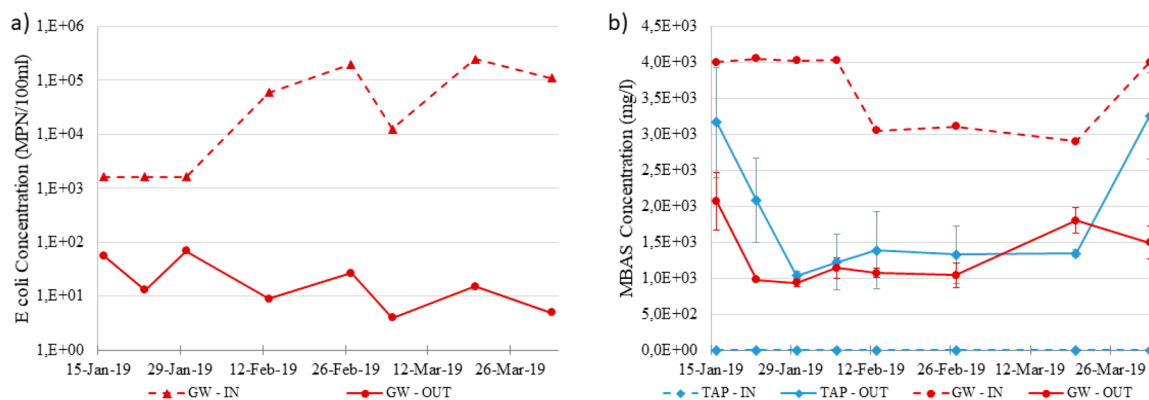 a)
E coli Concentration (MPN/100ml)
1,E+06
1,E+05
1,E+04
1,E+03
1,E+02
1,E+01
1,E+00
15-Jan-19 29-Jan-19 12-Feb-19 26-Feb-19 12-Mar-19 26-Mar-19
GW - IN GW - OUT
b)
MBAS Concentration (mg/l)
4,5E+03
4,0E+03
3,5E+03
3,0E+03
2,5E+03
2,0E+03
1,5E+03
1,0E+03
5,0E+02
0,0E+00
15-Jan-19 29-Jan-19 12-Feb-19 26-Feb-19 12-Mar-19 26-Mar-19
TAP - IN TAP - OUT GW - IN GW - OUT